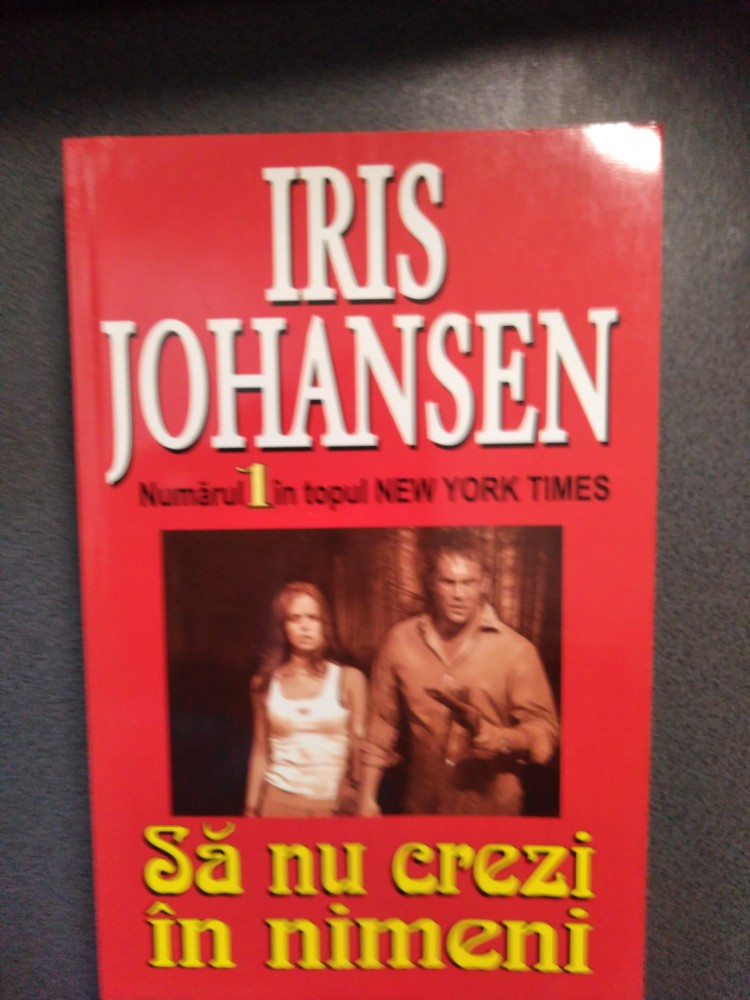 IRIS
JOHANSEN
Numărul 1 în topul NEW YORK TIMES
Să nu crezi
în nimeni